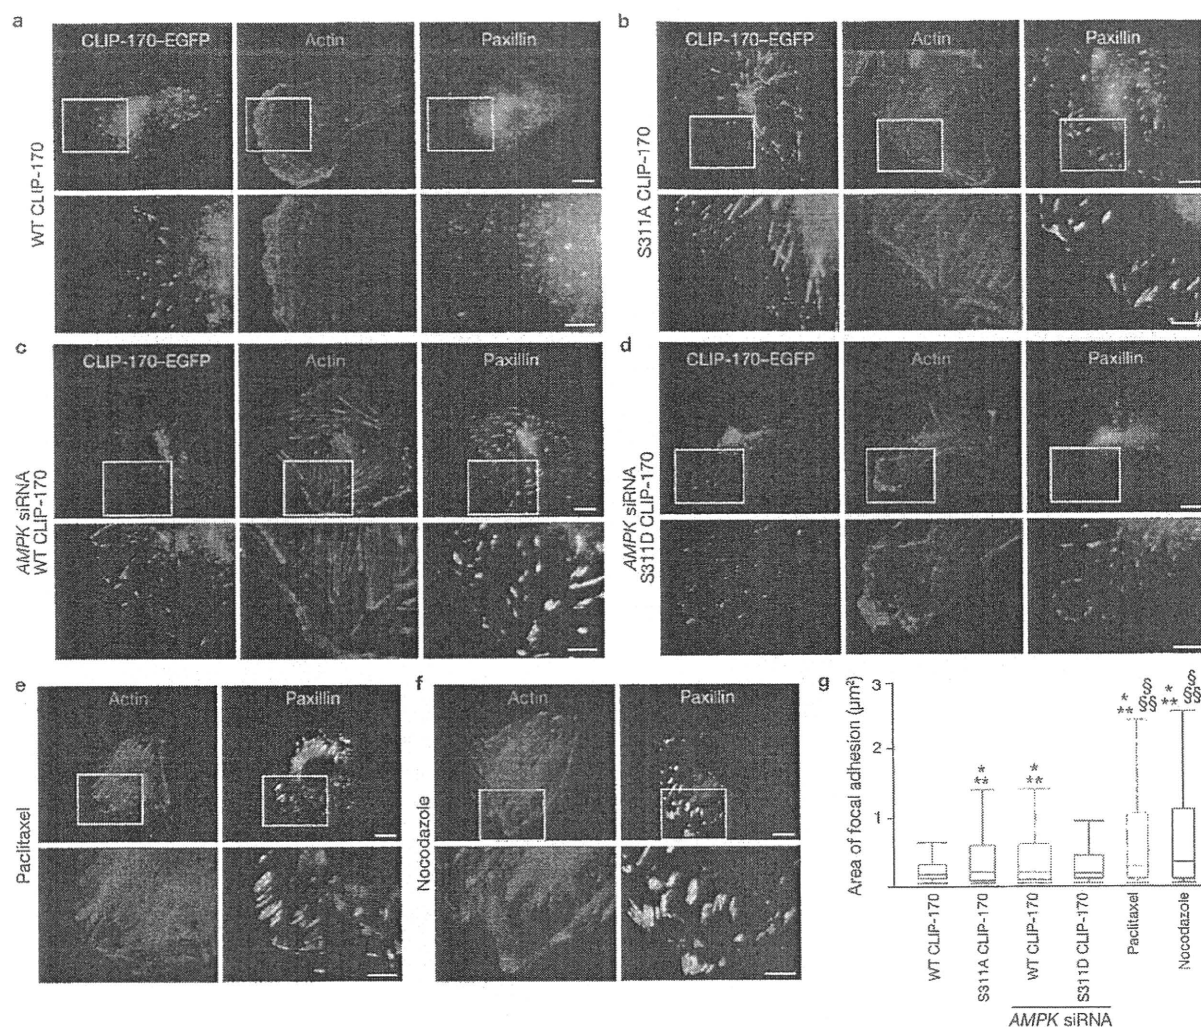 a
CLIP-170–EGFP
Actin
Paxillin
WT CLIP-170
b
CLIP-170–EGFP
Actin
Paxillin
S311A CLIP-170
c
CLIP-170–EGFP
Actin
Paxillin
AMPK siRNA
WT CLIP-170
d
CLIP-170–EGFP
Actin
Paxillin
AMPK siRNA
S311D CLIP-170
e
Actin
Paxillin
Paclitaxel
f
Actin
Paxillin
Nocodazole
g
Area of focal adhesion (µm²)
3
2
1
*
**
*
**
*
**
§
§§
*
**
§
§§
WT CLIP-170
S311A CLIP-170
WT CLIP-170
S311D CLIP-170
Paclitaxel
Nocodazole
AMPK siRNA